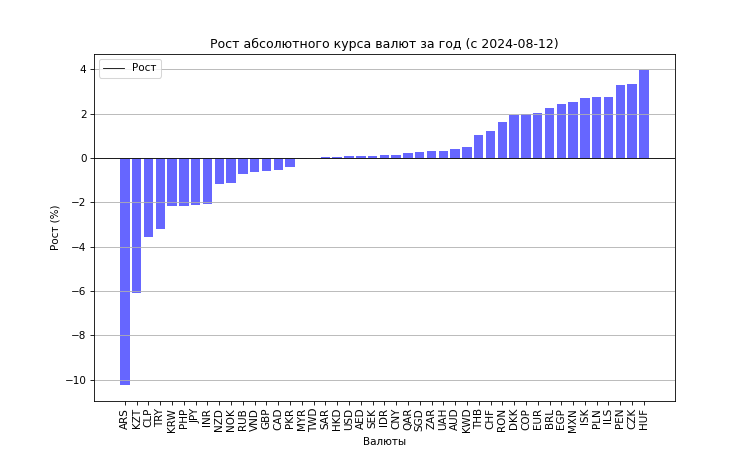 Рост абсолютного курса валют за год (с 2024-08-12)
Рост
4
2
0
−2
−4
−6
−8
−10
Рост (%)
ARS
KZT
CLP
TRY
KRW
PHP
JPY
INR
NZD
NOK
RUB
VND
GBP
CAD
PKR
MYR
TWD
SAR
HKD
USD
AED
SEK
IDR
CNY
QAR
SGD
ZAR
UAH
AUD
KWD
THB
CHF
RON
DKK
COP
EUR
BRL
EGP
MXN
ISK
PLN
ILS
PEN
CZK
HUF
Валюты